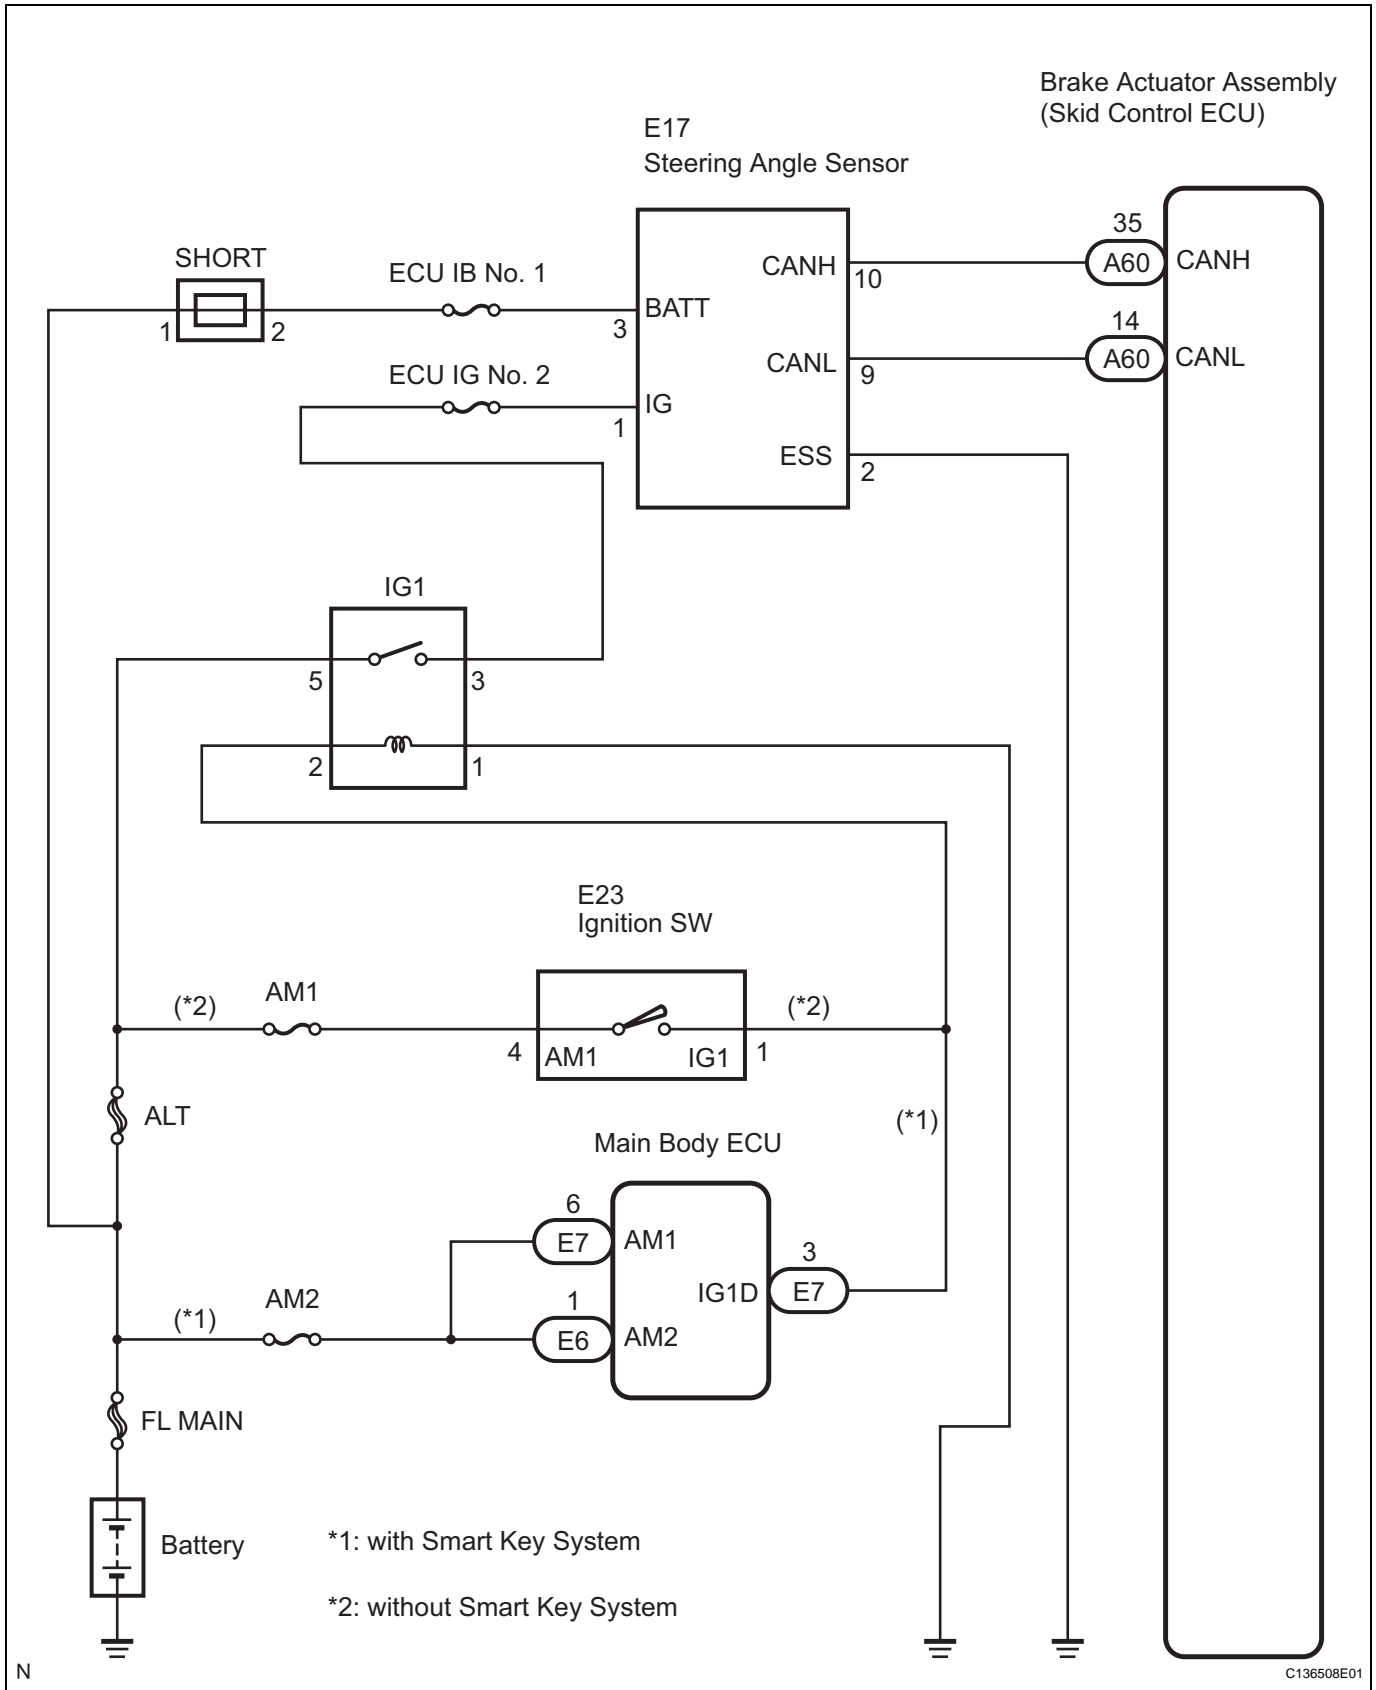 Brake Actuator Assembly
(Skid Control ECU)
E17
Steering Angle Sensor
SHORT
1
2
ECU IB No. 1
3
BATT
ECU IG No. 2
1
IG
CANH
10
35
A60
CANH
CANL
9
14
A60
CANL
ESS
2
IG1
5
3
2
1
E23
Ignition SW
(*2)
AM1
4
AM1
IG1
1
(*2)
ALT
(*1)
Main Body ECU
6
E7
AM1
3
IG1D
E7
(*1)
AM2
1
E6
AM2
FL MAIN
Battery
*1: with Smart Key System
*2: without Smart Key System
N
C136508E01